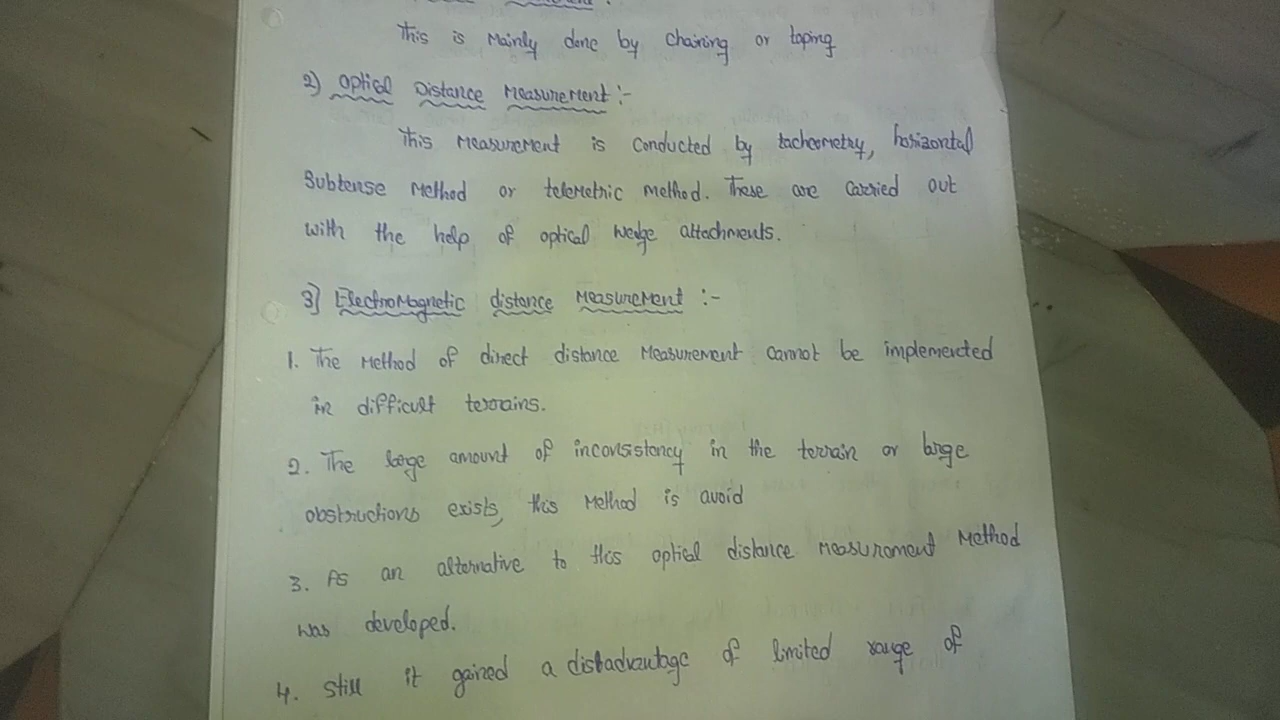 This is Mainly done by chaining or taping
2) Optical Distance Measurement :-
This Measurement is conducted by tacheometry, horizontal
Subtense Method or telemetric method. These are carried out
with the help of optical wedge attachments.
3] ElectroMagnetic distance Measurement :-
1. The Method of direct distance Measurement cannot be implemented
in difficult terrains.
2. The large amount of inconsistency in the terrain or large
obstructions exists, this Method is avoid
3. As an alternative to this optical distance measurement Method
was developed.
4. Still it gained a disadvantage of limited range of